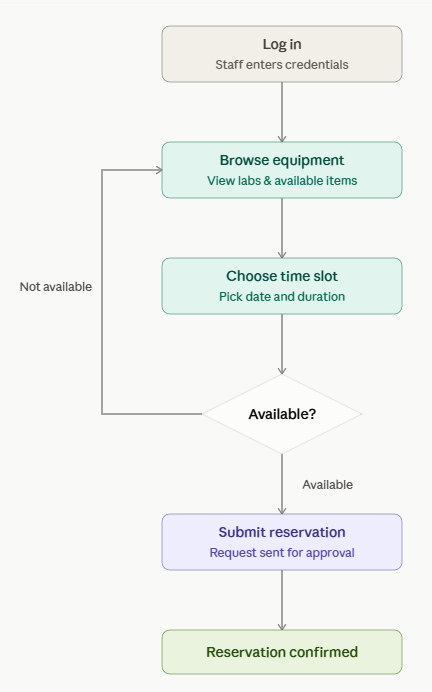 Log in
Staff enters credentials
Browse equipment
View labs & available items
Choose time slot
Pick date and duration
Not available
Available?
Available
Submit reservation
Request sent for approval
Reservation confirmed